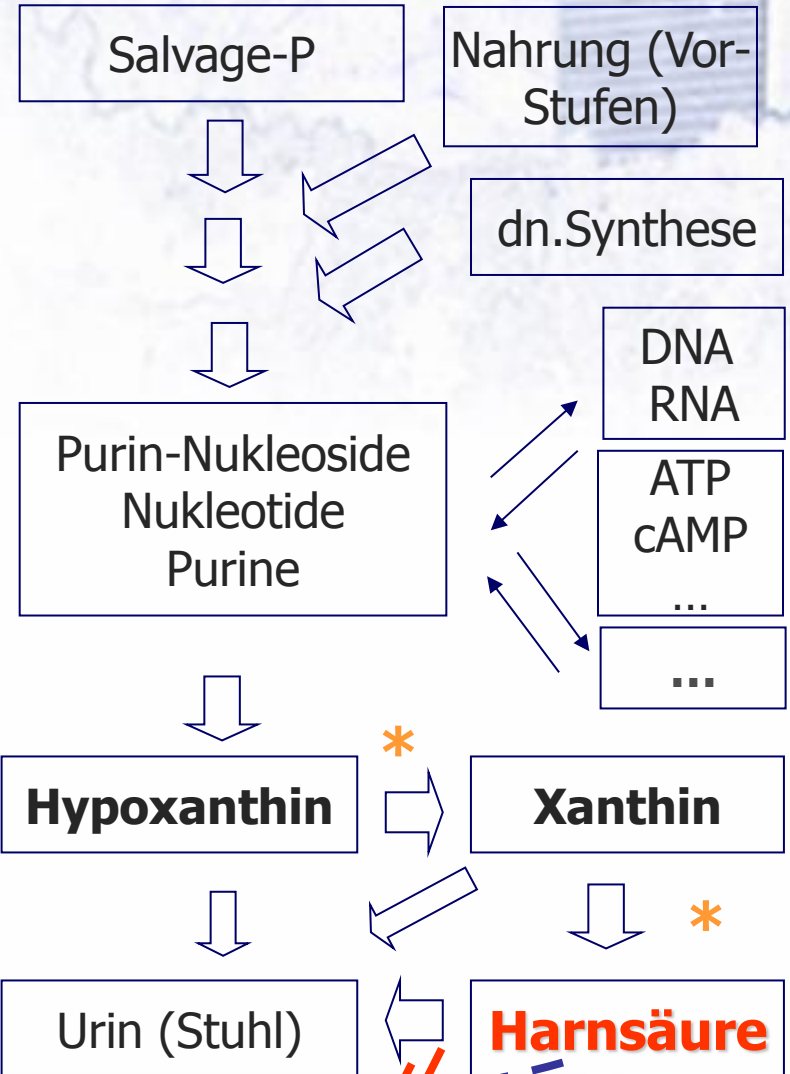 Salvage-P
Nahrung (Vor-
Stufen)
dn.Synthese
DNA
RNA
Purin-Nukleoside
Nukleotide
Purine
ATP
cAMP
...
...
*
Hypoxanthin
Xanthin
*
Urin (Stuhl)
Harnsäure